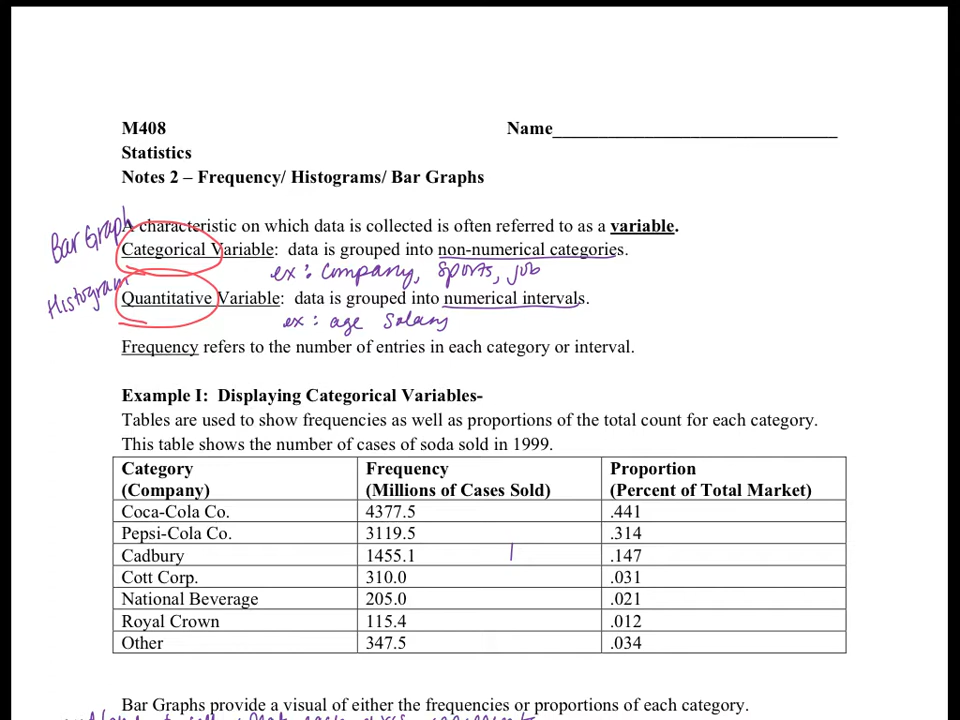 M408
Name______________________________
Statistics
Notes 2 – Frequency/ Histograms/ Bar Graphs
A characteristic on which data is collected is often referred to as a variable.
Bar Graph
Categorical Variable: data is grouped into non-numerical categories.
ex: Company, Sports, job
Histogram
Quantitative Variable: data is grouped into numerical intervals.
ex: age Salary
Frequency refers to the number of entries in each category or interval.
Example I: Displaying Categorical Variables-
Tables are used to show frequencies as well as proportions of the total count for each category.
This table shows the number of cases of soda sold in 1999.
Category Frequency Proportion
(Company) (Millions of Cases Sold) (Percent of Total Market)
Coca-Cola Co. 4377.5 .441
Pepsi-Cola Co. 3119.5 .314
Cadbury 1455.1 .147
Cott Corp. 310.0 .031
National Beverage 205.0 .021
Royal Crown 115.4 .012
Other 347.5 .034
Bar Graphs provide a visual of either the frequencies or proportions of each category.